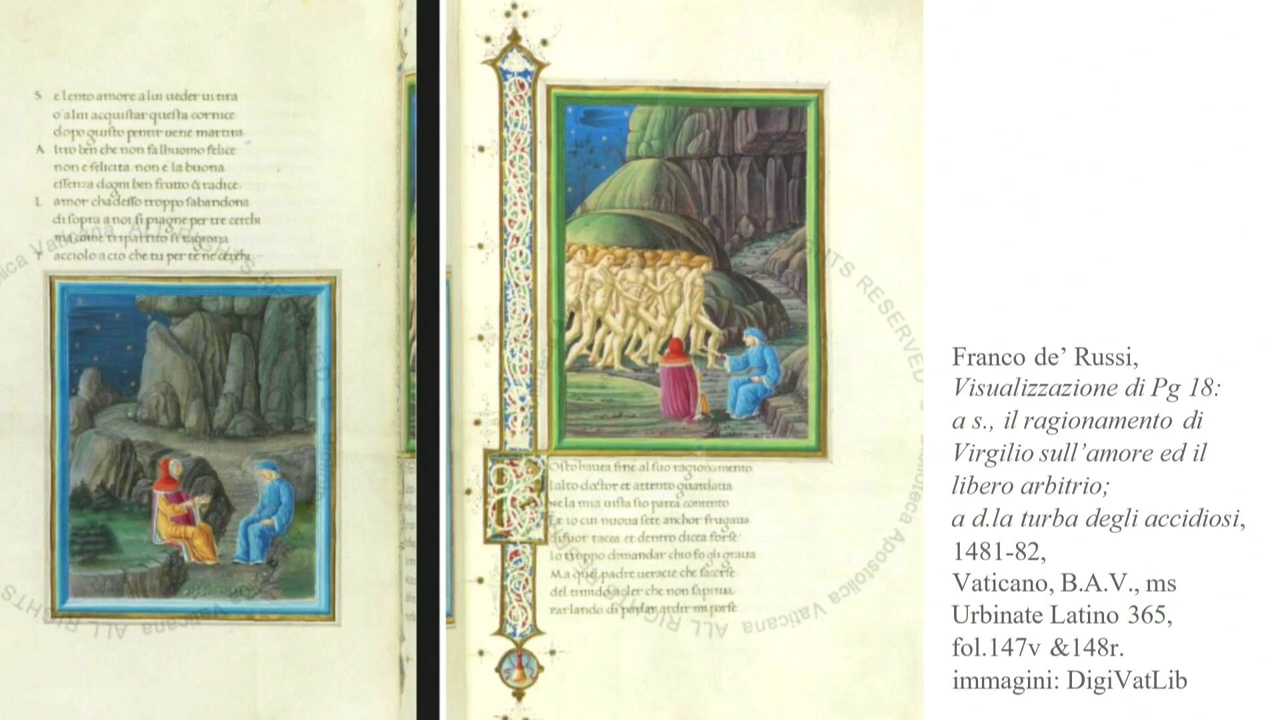 S e lento amore a lui ueder ui tira
o a lui acquistar questa cornice
dopo giusto pentir uene martira
A ltro ben che non fa lhuomo felice
non e felicita non e la buona
essenza dogni ben frutto & radice
L amor chadesso troppo sabandona
di sopra a noi si piagne per tre cerchi
ma come tripartito si ragiona
T acciolo a cio che tu per te ne cerchi
Posto hauea fine al suo ragionamento
lalto doctor et attento guardaua
ne la mia uista sio parea contento
Et io cui nuoua sete anchor frugaua
di fuor tacea et dentro dicea forse
lo troppo dimandar chio fo gli graua
Ma quel padre uerace che saccorse
del timido uoler che non sapriua
parlando di parlar ardir mi porse
Franco de’ Russi,
Visualizzazione di Pg 18:
a s., il ragionamento di
Virgilio sull’amore ed il
libero arbitrio;
a d.la turba degli accidiosi,
1481-82,
Vaticano, B.A.V., ms
Urbinate Latino 365,
fol.147v &148r.
immagini: DigiVatLib